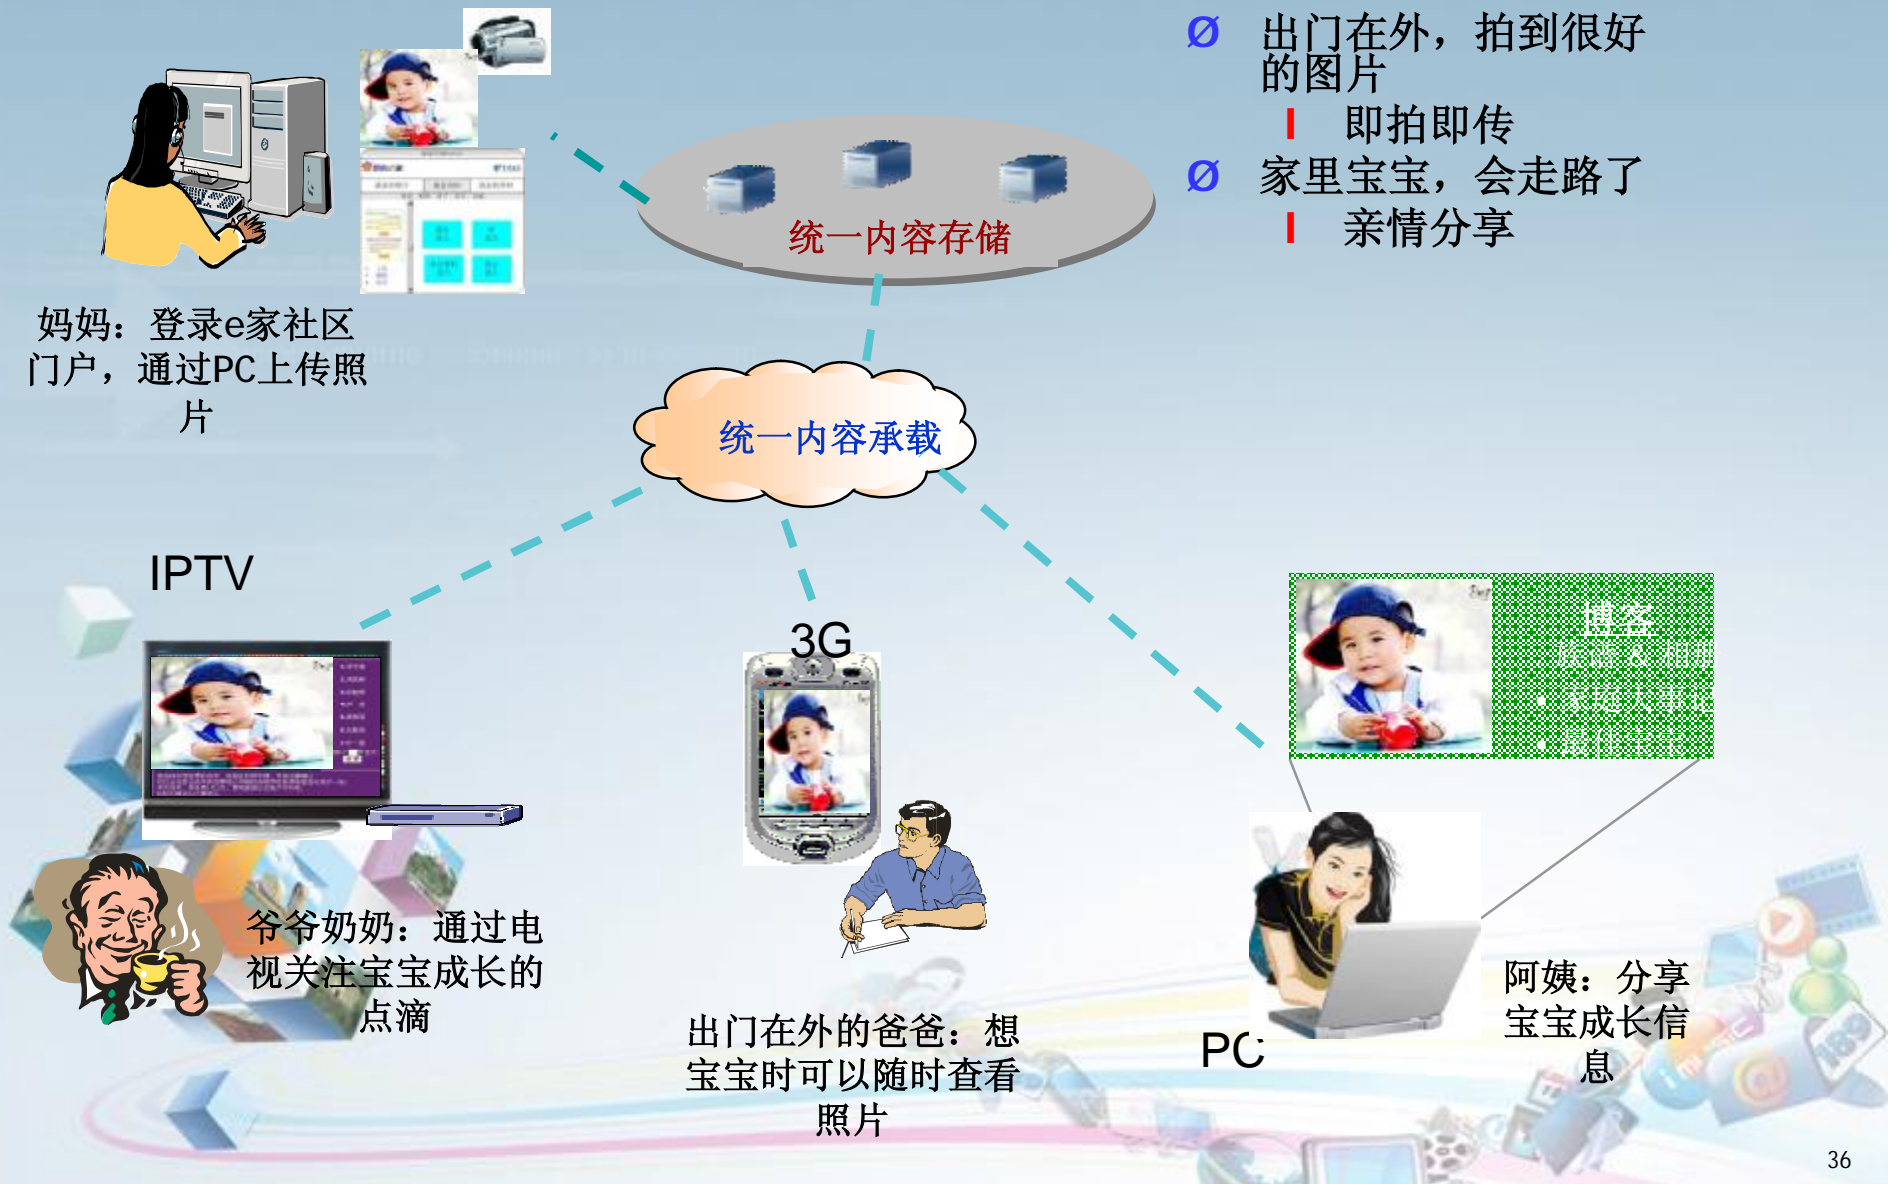 出门在外，拍到很好
的图片
即拍即传
家里宝宝，会走路了
亲情分享
统一内容存储
妈妈：登录e家社区
门户，通过PC上传照
片
统一内容承载
IPTV
3G
博客
爷爷奶奶：通过电
视关注宝宝成长的
点滴
出门在外的爸爸：想
宝宝时可以随时查看
照片
PC
阿姨：分享
宝宝成长信
息
36